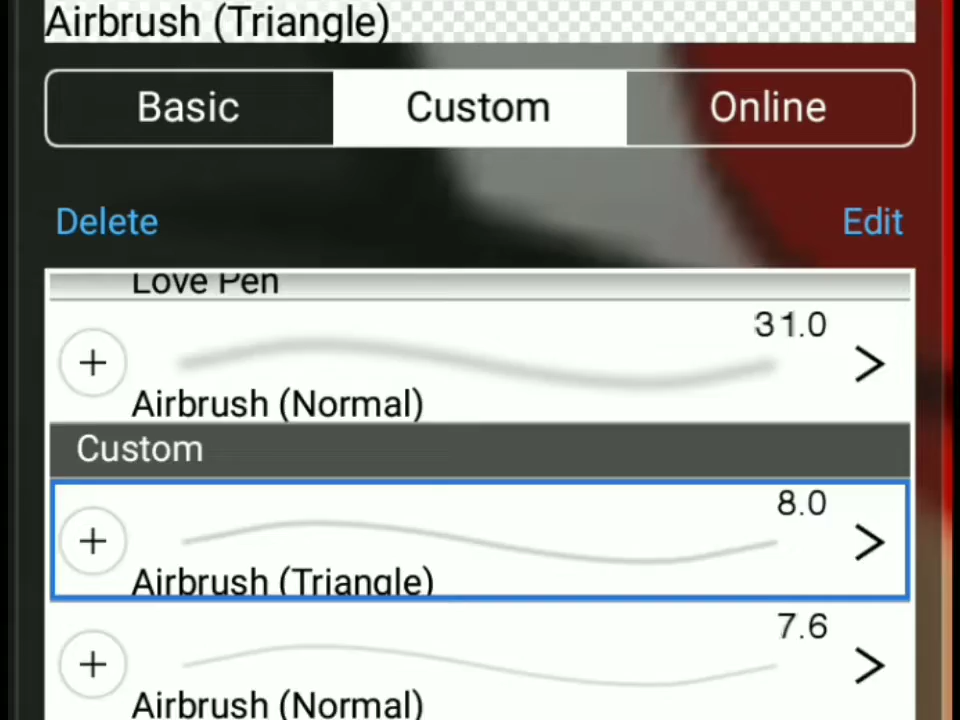 Airbrush (Triangle)
Basic Custom Online
Delete Edit
Love Pen
31.0
Airbrush (Normal)
Custom
8.0
Airbrush (Triangle)
7.6
Airbrush (Normal)